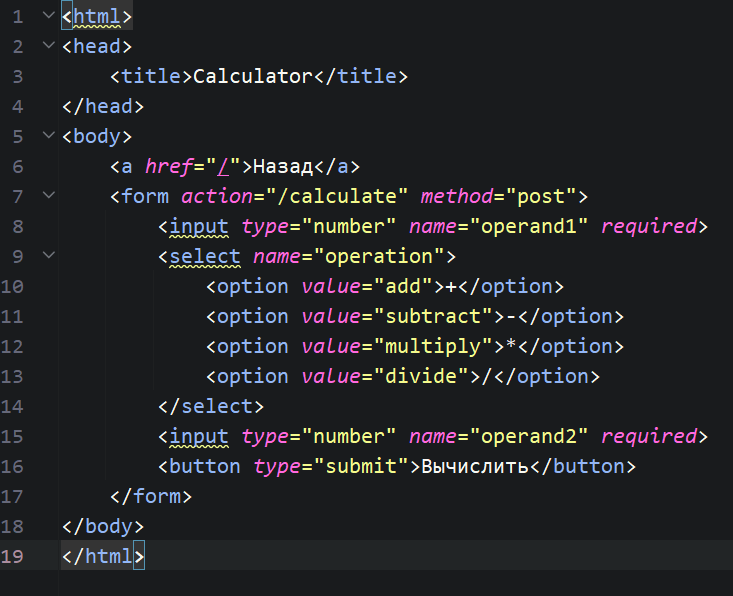 1 <html>
2 <head>
3     <title>Calculator</title>
4 </head>
5 <body>
6     <a href="/">Назад</a>
7     <form action="/calculate" method="post">
8         <input type="number" name="operand1" required>
9         <select name="operation">
10             <option value="add">+</option>
11             <option value="subtract">-</option>
12             <option value="multiply">*</option>
13             <option value="divide">/</option>
14         </select>
15         <input type="number" name="operand2" required>
16         <button type="submit">Вычислить</button>
17     </form>
18 </body>
19 </html>